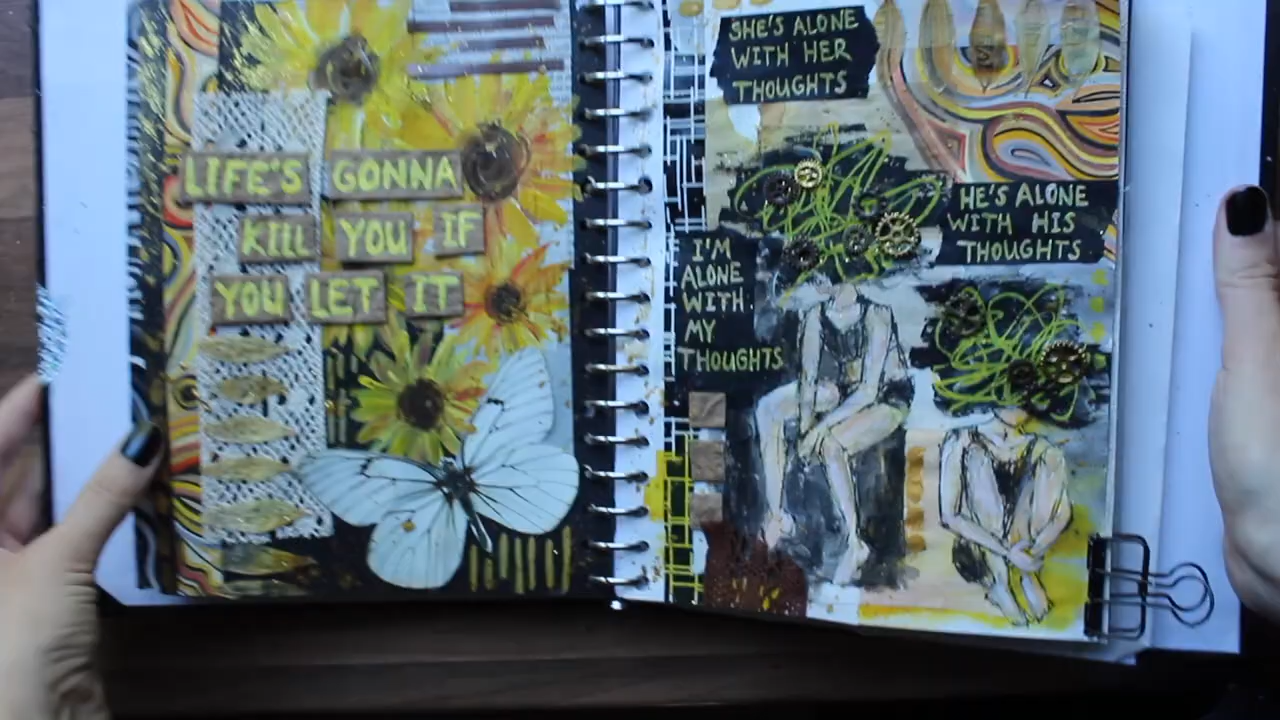 LIFE'S GONNA
KILL YOU IF
YOU LET IT
SHE'S ALONE
WITH HER
THOUGHTS
HE'S ALONE
WITH HIS
THOUGHTS
I'M
ALONE
WITH
MY
THOUGHTS